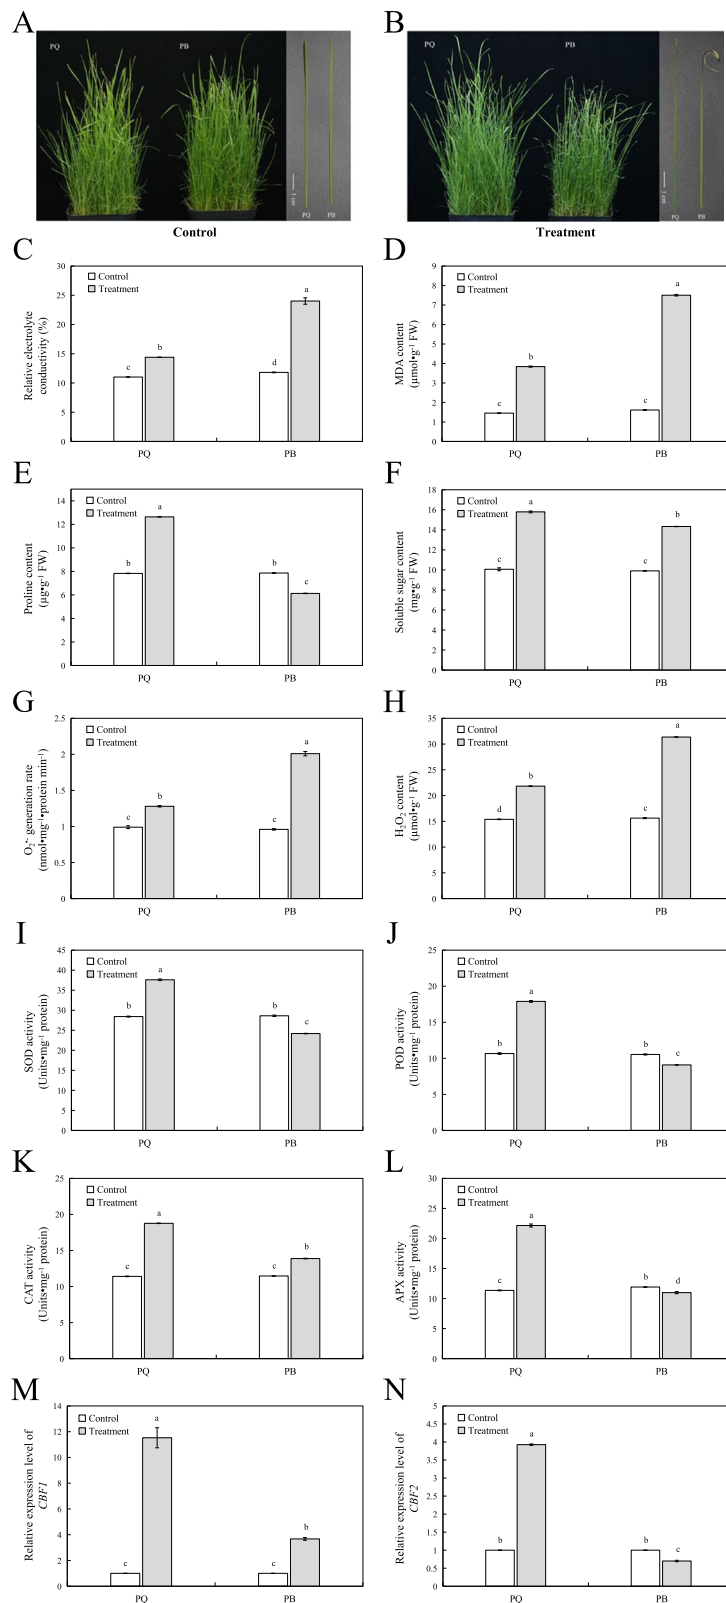 A
B
PQ
PB
1 cm
PQ
PB
PQ
PB
1 cm
PQ
PB
Control
Treatment
C
Relative electrolyte
conductivity (%)
30
25
20
15
10
5
0
Control
Treatment
c
b
d
a
PQ
PB
D
MDA content
(μmol•g⁻¹ FW)
9
8
7
6
5
4
3
2
1
0
Control
Treatment
c
b
c
a
PQ
PB
E
Proline content
(μg•g⁻¹ FW)
14
12
10
8
6
4
2
0
Control
Treatment
b
a
b
c
PQ
PB
F
Soluble sugar content
(mg•g⁻¹ FW)
18
16
14
12
10
8
6
4
2
0
Control
Treatment
c
a
c
b
PQ
PB
G
O₂•⁻ generation rate
(nmol•mg⁻¹•protein min⁻¹)
2.5
2
1.5
1
0.5
0
Control
Treatment
c
b
c
a
PQ
PB
H
H₂O₂ content
(μmol•g⁻¹ FW)
35
30
25
20
15
10
5
0
Control
Treatment
d
b
c
a
PQ
PB
I
SOD activity
(Units•mg⁻¹ protein)
45
40
35
30
25
20
15
10
5
0
Control
Treatment
b
a
b
c
PQ
PB
J
POD activity
(Units•mg⁻¹ protein)
25
20
15
10
5
0
Control
Treatment
b
a
b
c
PQ
PB
K
CAT activity
(Units•mg⁻¹ protein)
25
20
15
10
5
0
Control
Treatment
c
a
c
b
PQ
PB
L
APX activity
(Units•mg⁻¹ protein)
30
25
20
15
10
5
0
Control
Treatment
c
a
b
d
PQ
PB
M
Relative expression level of
CBF1
14
12
10
8
6
4
2
0
Control
Treatment
c
a
c
b
PQ
PB
N
Relative expression level of
CBF2
5
4.5
4
3.5
3
2.5
2
1.5
1
0.5
0
Control
Treatment
b
a
b
c
PQ
PB